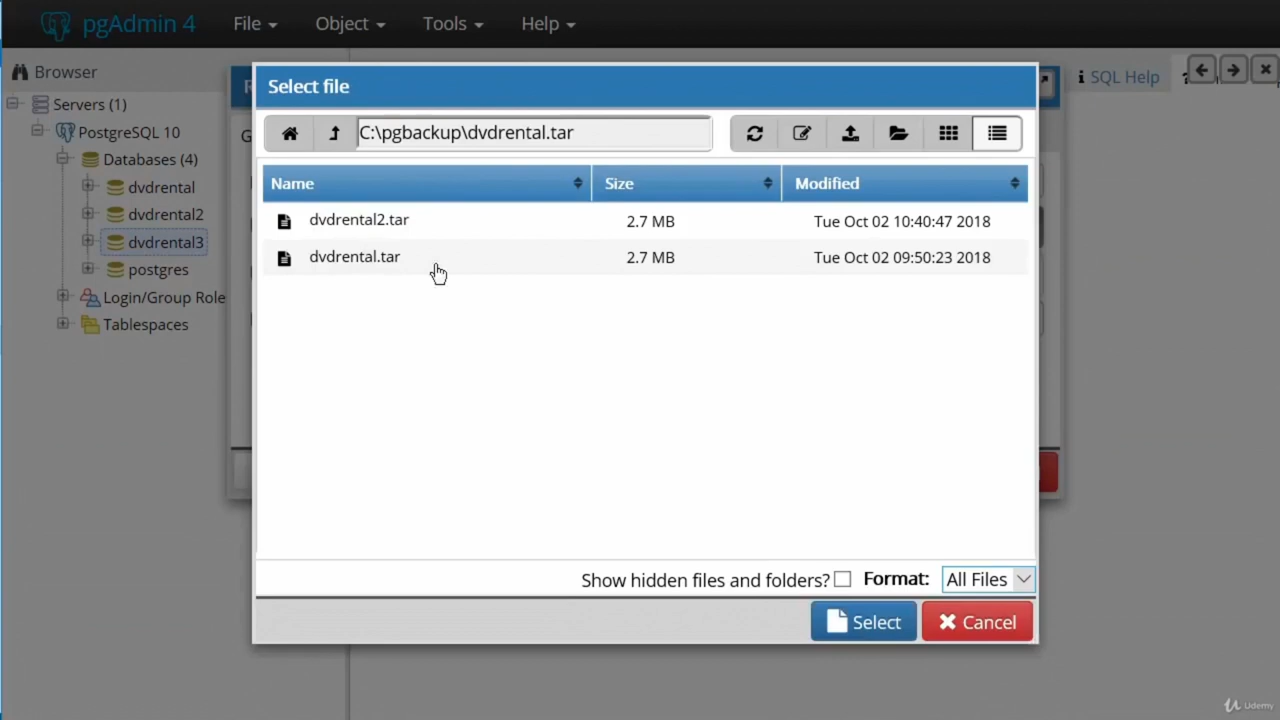 pgAdmin 4 File Object Tools Help
Browser
SQL Help
Servers (1)
PostgreSQL 10
Databases (4)
dvdrental
dvdrental2
dvdrental3
postgres
Login/Group Role
Tablespaces
Select file
C:\pgbackup\dvdrental.tar
Name Size Modified
dvdrental2.tar 2.7 MB Tue Oct 02 10:40:47 2018
dvdrental.tar 2.7 MB Tue Oct 02 09:50:23 2018
Show hidden files and folders? Format: All Files
Select Cancel
Udemy